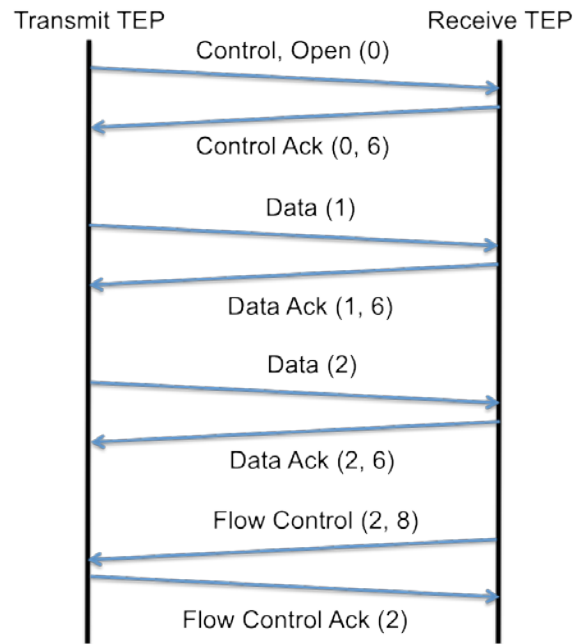 Transmit TEP
Receive TEP
Control, Open (0)
Control Ack (0, 6)
Data (1)
Data Ack (1, 6)
Data (2)
Data Ack (2, 6)
Flow Control (2, 8)
Flow Control Ack (2)